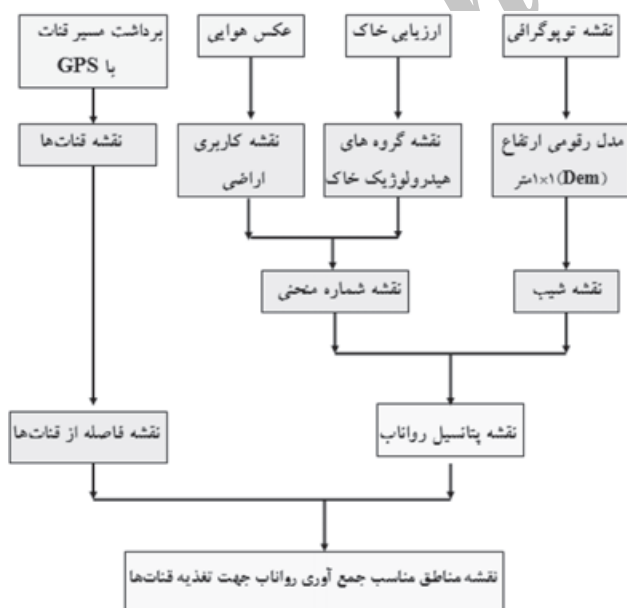 نقشه توپوگرافی
ارزیابی خاک
عکس هوایی
برداشت مسیر قنات
با GPS
مدل رقومی ارتفاع
(Dem) ۱×۱متر
نقشه گروه های
هیدرولوژیک خاک
نقشه کاربری
اراضی
نقشه قنات‌ها
نقشه شیب
نقشه شماره منحنی
نقشه پتانسیل رواناب
نقشه فاصله از قنات‌ها
نقشه مناطق مناسب جمع آوری رواناب جهت تغذیه قنات‌ها